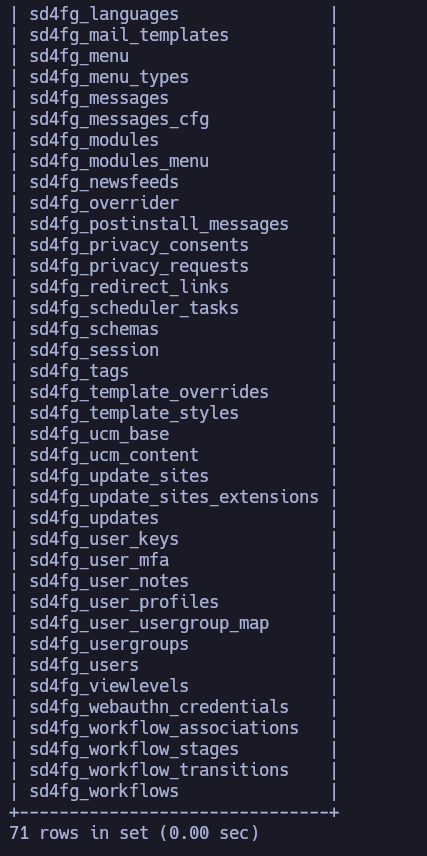 | sd4fg_languages               |
| sd4fg_mail_templates          |
| sd4fg_menu                    |
| sd4fg_menu_types              |
| sd4fg_messages                |
| sd4fg_messages_cfg            |
| sd4fg_modules                 |
| sd4fg_modules_menu            |
| sd4fg_newsfeeds               |
| sd4fg_overrider               |
| sd4fg_postinstall_messages    |
| sd4fg_privacy_consents        |
| sd4fg_privacy_requests        |
| sd4fg_redirect_links          |
| sd4fg_scheduler_tasks         |
| sd4fg_schemas                 |
| sd4fg_session                 |
| sd4fg_tags                    |
| sd4fg_template_overrides      |
| sd4fg_template_styles         |
| sd4fg_ucm_base                |
| sd4fg_ucm_content             |
| sd4fg_update_sites            |
| sd4fg_update_sites_extensions |
| sd4fg_updates                 |
| sd4fg_user_keys               |
| sd4fg_user_mfa                |
| sd4fg_user_notes              |
| sd4fg_user_profiles           |
| sd4fg_user_usergroup_map      |
| sd4fg_usergroups              |
| sd4fg_users                   |
| sd4fg_viewlevels              |
| sd4fg_webauthn_credentials    |
| sd4fg_workflow_associations   |
| sd4fg_workflow_stages         |
| sd4fg_workflow_transitions    |
| sd4fg_workflows               |
+-------------------------------+
71 rows in set (0.00 sec)